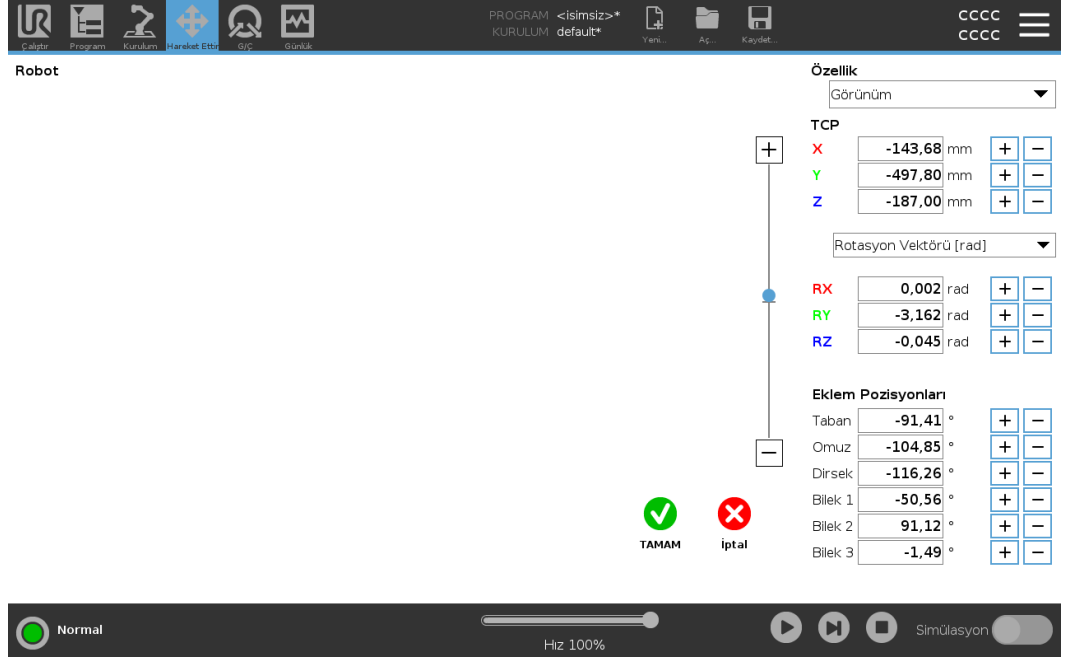 PROGRAM <isimsiz>*
KURULUM default*
CCCC
CCCC
Çalıştır
Program
Kurulum
Hareket Ettir
G/Ç
Günlük
Yeni...
Aç...
Kaydet...
Robot
TAMAM
İptal
Özellik
Görünüm
TCP
X -143,68 mm + −
Y -497,80 mm + −
Z -187,00 mm + −
Rotasyon Vektörü [rad]
RX 0,002 rad + −
RY -3,162 rad + −
RZ -0,045 rad + −
Eklem Pozisyonları
Taban -91,41 ° + −
Omuz -104,85 ° + −
Dirsek -116,26 ° + −
Bilek 1 -50,56 ° + −
Bilek 2 91,12 ° + −
Bilek 3 -1,49 ° + −
Normal
Hız 100%
Simülasyon